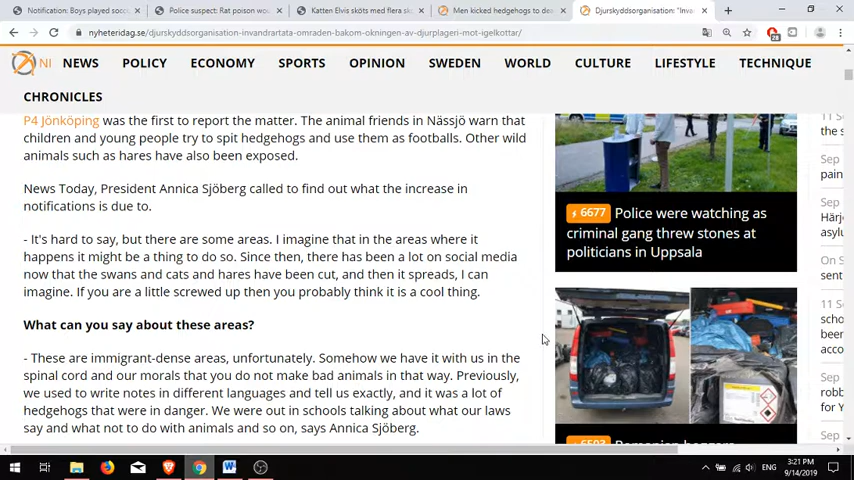 Notification: Boys played socc
Police suspect: Rat poison wou
Katten Elvis sköts med flera sk
Men kicked hedgehogs to dea
Djurskyddsorganisation: "Inva
nyheteridag.se/djurskyddsorganisation-invandrartata-omraden-bakom-okningen-av-djurplageri-mot-igelkottar/
28
NI NEWS POLICY ECONOMY SPORTS OPINION SWEDEN WORLD CULTURE LIFESTYLE TECHNIQUE
CHRONICLES
P4 Jönköping was the first to report the matter. The animal friends in Nässjö warn that
children and young people try to spit hedgehogs and use them as footballs. Other wild
animals such as hares have also been exposed.
News Today, President Annica Sjöberg called to find out what the increase in
notifications is due to.
- It's hard to say, but there are some areas. I imagine that in the areas where it
happens it might be a thing to do so. Since then, there has been a lot on social media
now that the swans and cats and hares have been cut, and then it spreads, I can
imagine. If you are a little screwed up then you probably think it is a cool thing.
What can you say about these areas?
- These are immigrant-dense areas, unfortunately. Somehow we have it with us in the
spinal cord and our morals that you do not make bad animals in that way. Previously,
we used to write notes in different languages and tell us exactly, and it was a lot of
hedgehogs that were in danger. We were out in schools talking about what our laws
say and what not to do with animals and so on, says Annica Sjöberg.
6677 Police were watching as
criminal gang threw stones at
politicians in Uppsala
6503 Romanian beggars
11 S
the s
Sep
pain
Sep
Härj
asylu
On S
sent
11 S
scho
been
acco
Sep
robb
for Y
Sep
ENG
3:21 PM
9/14/2019